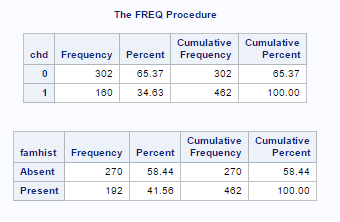 The FREQ Procedure
chd Frequency Percent Cumulative Frequency Cumulative Percent
0 302 65.37 302 65.37
1 160 34.63 462 100.00
famhist Frequency Percent Cumulative Frequency Cumulative Percent
Absent 270 58.44 270 58.44
Present 192 41.56 462 100.00